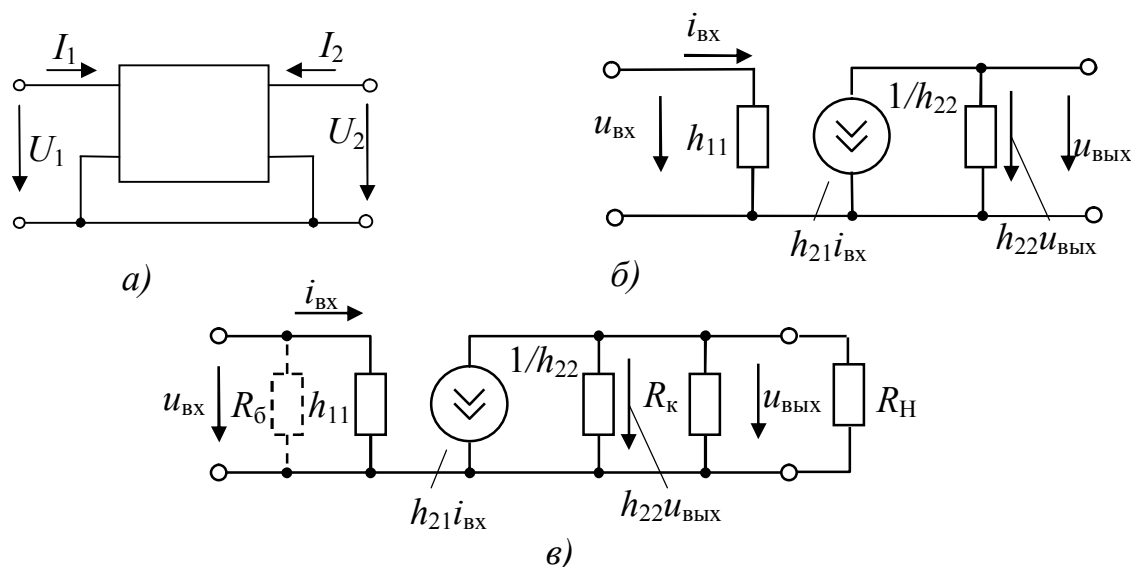 I₁
I₂
U₁
U₂
а)
iвх
uвх
h₁₁
1/h₂₂
uвых
h₂₁iвх
h₂₂uвых
б)
iвх
uвх
Rб
h₁₁
1/h₂₂
Rк
uвых
RН
h₂₁iвх
h₂₂uвых
в)